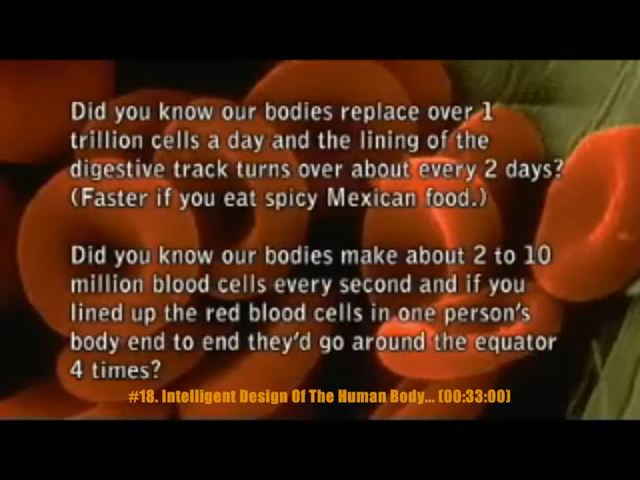 Did you know our bodies replace over 1
trillion cells a day and the lining of the
digestive track turns over about every 2 days?
(Faster if you eat spicy Mexican food.)
Did you know our bodies make about 2 to 10
million blood cells every second and if you
lined up the red blood cells in one person's
body end to end they'd go around the equator
4 times?
#18. Intelligent Design Of The Human Body... (00:33:00)